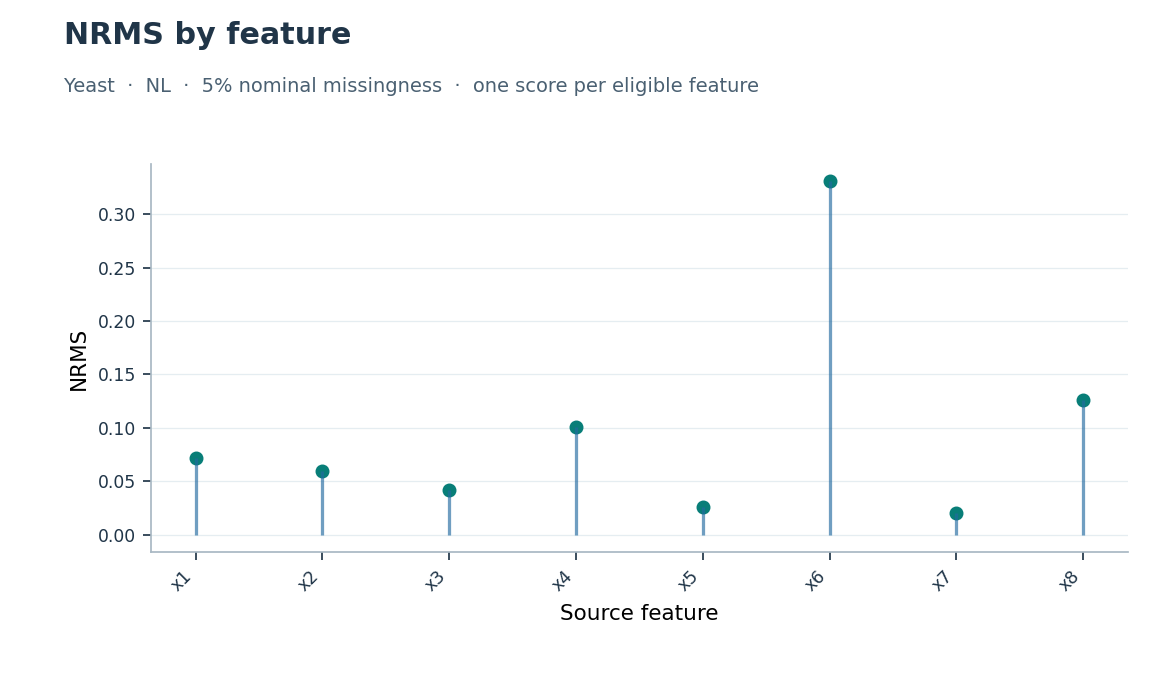 NRMS by feature
Yeast · NL · 5% nominal missingness · one score per eligible feature
0.30
0.25
0.20
0.15
0.10
0.05
0.00
NRMS
x1 x2 x3 x4 x5 x6 x7 x8
Source feature